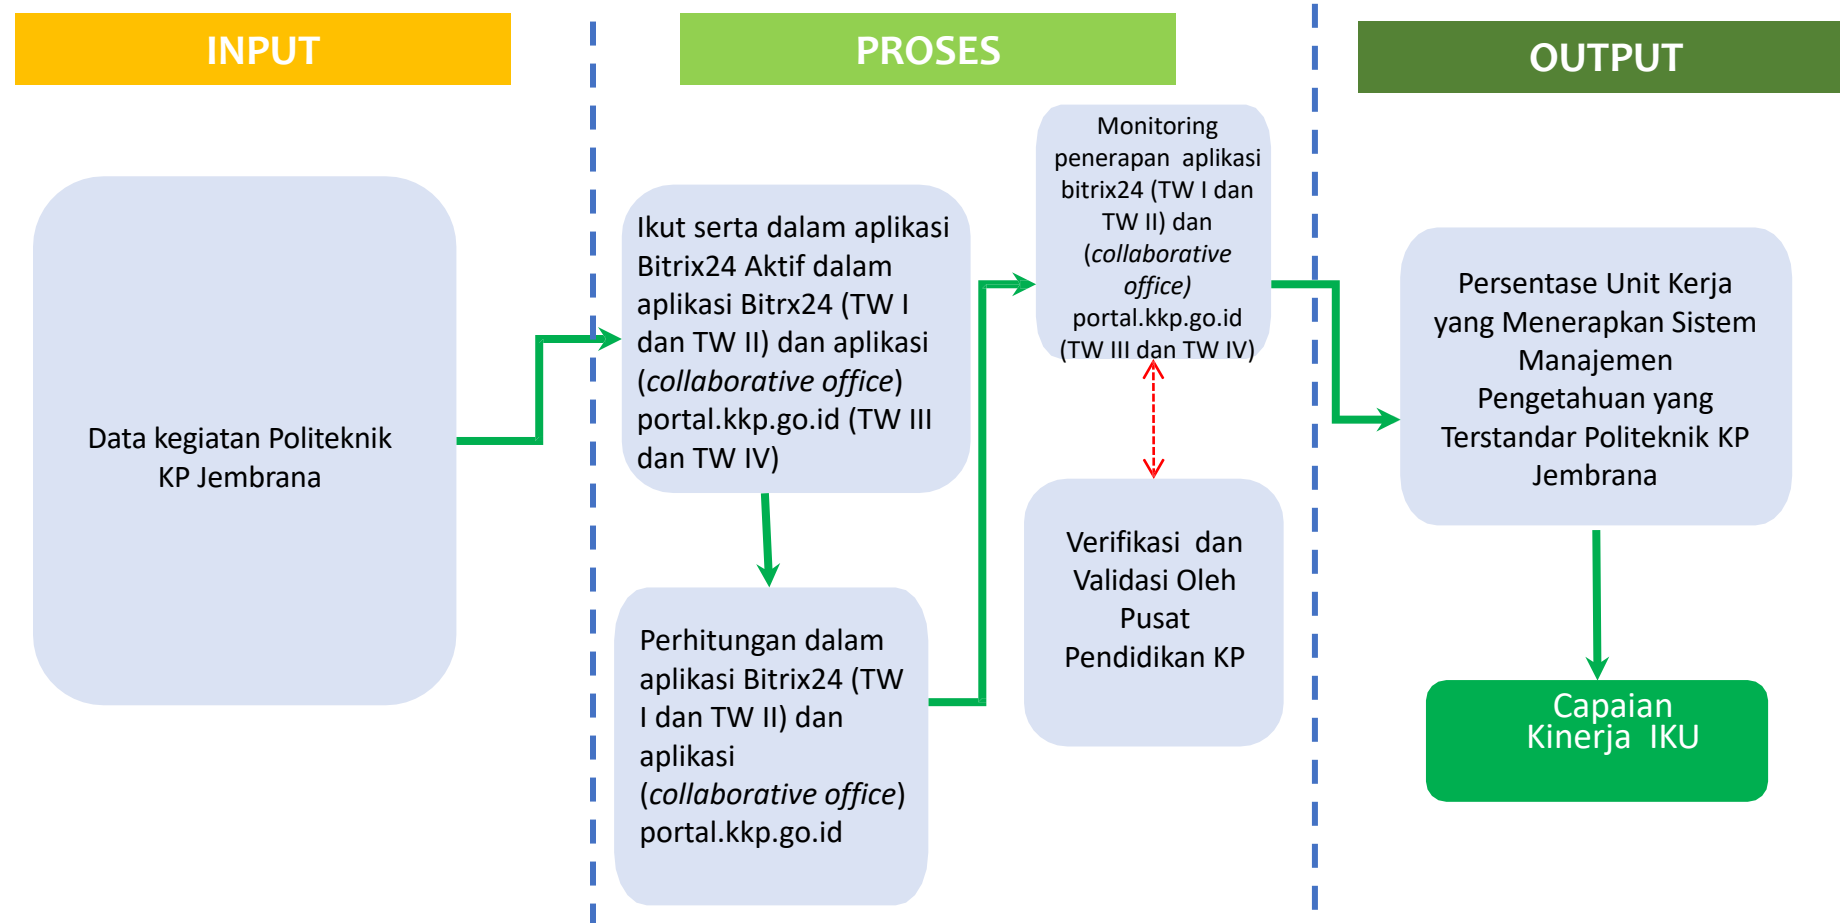 INPUT
PROSES
OUTPUT
Data kegiatan Politeknik
KP Jembrana
Ikut serta dalam aplikasi
Bitrix24 Aktif dalam
aplikasi Bitrx24 (TW I
dan TW II) dan aplikasi
(collaborative office)
portal.kkp.go.id (TW III
dan TW IV)
Perhitungan dalam
aplikasi Bitrix24 (TW
I dan TW II) dan
aplikasi
(collaborative office)
portal.kkp.go.id
Monitoring
penerapan aplikasi
bitrix24 (TW I dan
TW II) dan
(collaborative
office)
portal.kkp.go.id
(TW III dan TW IV)
Verifikasi dan
Validasi Oleh
Pusat
Pendidikan KP
Persentase Unit Kerja
yang Menerapkan Sistem
Manajemen
Pengetahuan yang
Terstandar Politeknik KP
Jembrana
Capaian
Kinerja IKU